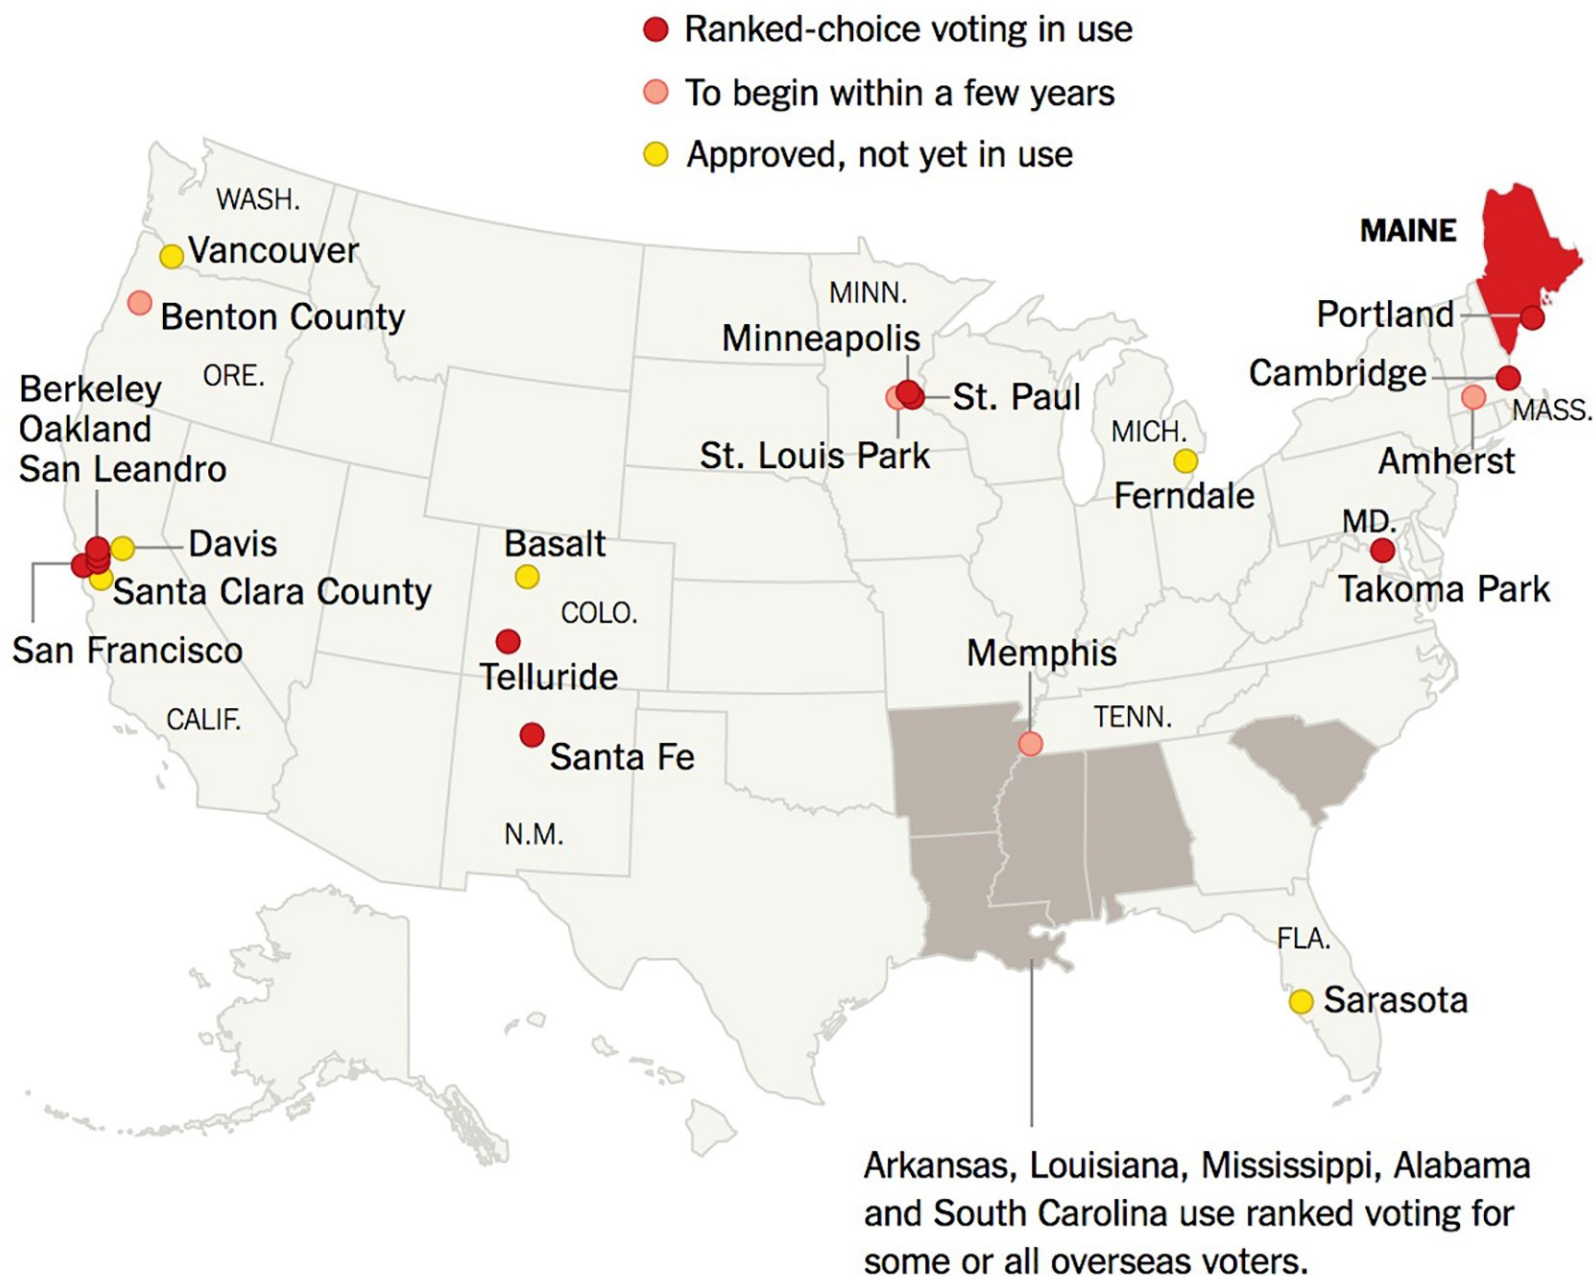 Ranked-choice voting in use
To begin within a few years
Approved, not yet in use
WASH.
Vancouver
Benton County
ORE.
Berkeley
Oakland
San Leandro
Davis
Santa Clara County
San Francisco
CALIF.
Basalt
COLO.
Telluride
Santa Fe
N.M.
MINN.
Minneapolis
St. Paul
St. Louis Park
MICH.
Ferndale
MAINE
Portland
Cambridge
MASS.
Amherst
MD.
Takoma Park
Memphis
TENN.
FLA.
Sarasota
Arkansas, Louisiana, Mississippi, Alabama
and South Carolina use ranked voting for
some or all overseas voters.